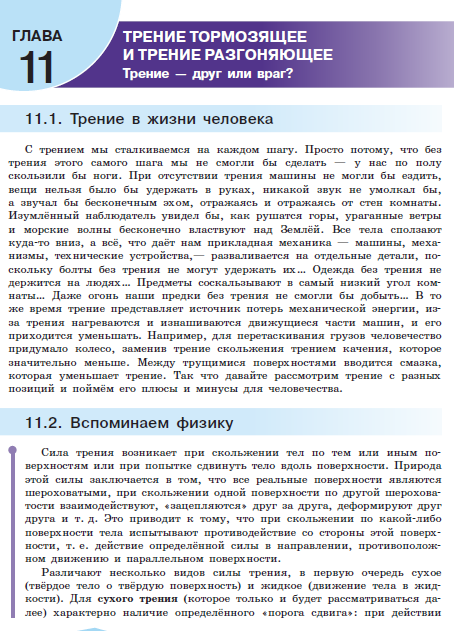 ГЛАВА
11
ТРЕНИЕ ТОРМОЗЯЩЕЕ
И ТРЕНИЕ РАЗГОНЯЮЩЕЕ
Трение — друг или враг?
11.1. Трение в жизни человека
С трением мы сталкиваемся на каждом шагу. Просто потому, что без
трения этого самого шага мы не смогли бы сделать — у нас по полу
скользили бы ноги. При отсутствии трения машины не могли бы ездить,
вещи нельзя было бы удержать в руках, никакой звук не умолкал бы,
а звучал бы бесконечным эхом, отражаясь и отражаясь от стен комнаты.
Изумлённый наблюдатель увидел бы, как рушатся горы, ураганные ветры
и морские волны бесконечно властвуют над Землёй. Все тела сползают
куда-то вниз, а всё, что даёт нам прикладная механика — машины, меха-
низмы, технические устройства,— разваливается на отдельные детали, по-
скольку болты без трения не могут удержать их... Одежда без трения не
держится на людях... Предметы соскальзывают в самый низкий угол ком-
наты... Даже огонь наши предки без трения не смогли бы добыть... В то
же время трение представляет источник потерь механической энергии, из-
за трения нагреваются и изнашиваются движущиеся части машин, и его
приходится уменьшать. Например, для перетаскивания грузов человечество
придумало колесо, заменив трение скольжения трением качения, которое
значительно меньше. Между трущимися поверхностями вводится смазка,
которая уменьшает трение. Так что давайте рассмотрим трение с разных
позиций и поймём его плюсы и минусы для человечества.
11.2. Вспоминаем физику
Сила трения возникает при скольжении тел по тем или иным по-
верхностям или при попытке сдвинуть тело вдоль поверхности. Природа
этой силы заключается в том, что все реальные поверхности являются
шероховатыми, при скольжении одной поверхности по другой шерохова-
тости взаимодействуют, «зацепляются» друг за друга, деформируют друг
друга и т. д. Это приводит к тому, что при скольжении по какой-либо
поверхности тела испытывают противодействие со стороны этой поверх-
ности, т. е. действие определённой силы в направлении, противополож-
ном движению и параллельном поверхности.
Различают несколько видов силы трения, в первую очередь сухое
(твёрдое тело о твёрдую поверхность) и жидкое (движение тела в жид-
кости). Для сухого трения (которое только и будет рассматриваться да-
лее) характерно наличие определённого «порога сдвига»: при действии